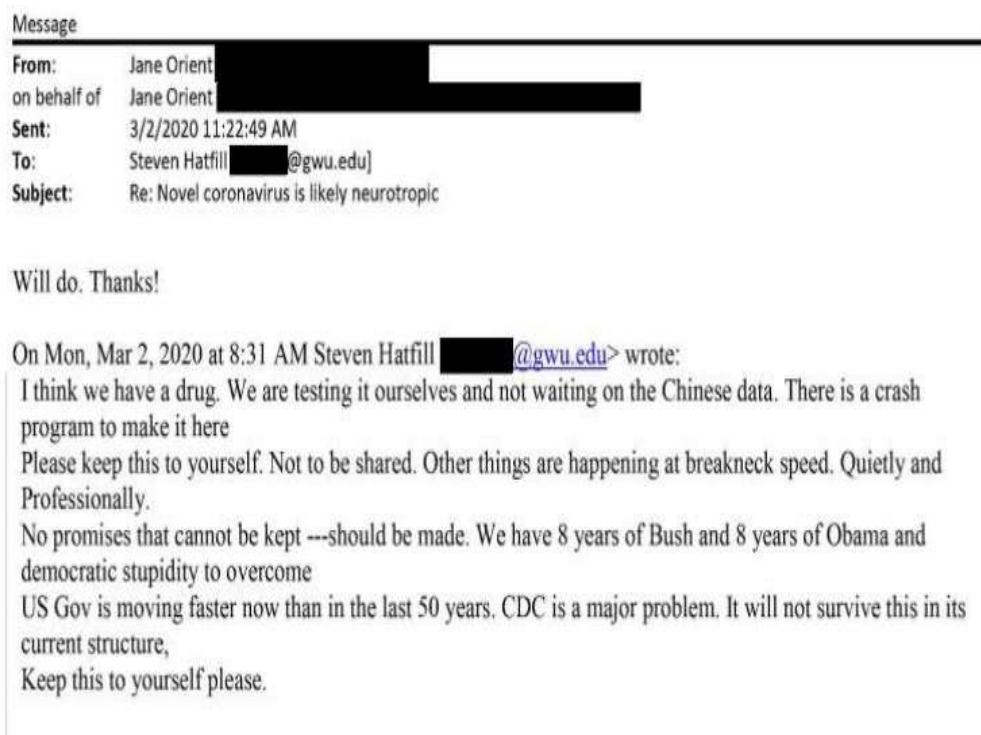 Message
From: Jane Orient
on behalf of Jane Orient
Sent: 3/2/2020 11:22:49 AM
To: Steven Hatfill @gwu.edu]
Subject: Re: Novel coronavirus is likely neurotropic
Will do. Thanks!
On Mon, Mar 2, 2020 at 8:31 AM Steven Hatfill @gwu.edu> wrote:
I think we have a drug. We are testing it ourselves and not waiting on the Chinese data. There is a crash
program to make it here
Please keep this to yourself. Not to be shared. Other things are happening at breakneck speed. Quietly and
Professionally.
No promises that cannot be kept ---should be made. We have 8 years of Bush and 8 years of Obama and
democratic stupidity to overcome
US Gov is moving faster now than in the last 50 years. CDC is a major problem. It will not survive this in its
current structure,
Keep this to yourself please.